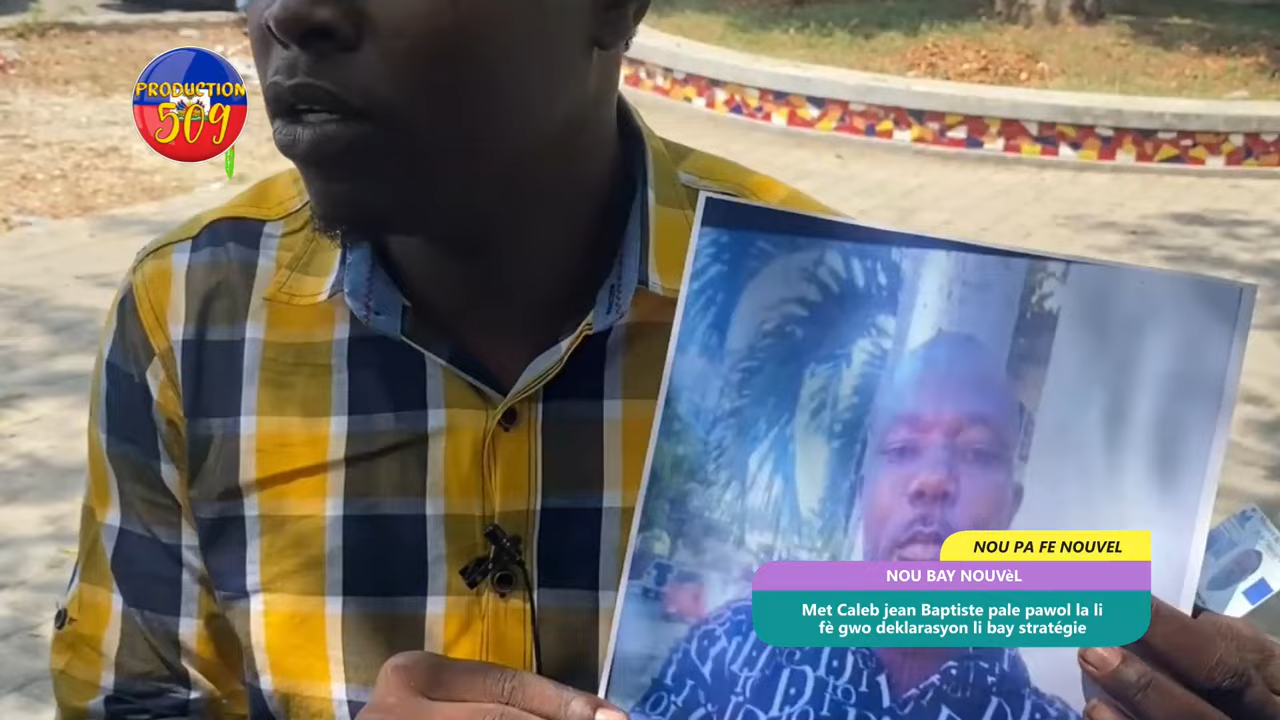 PRODUCTION
509
NOU PA FE NOUVEL
NOU BAY NOUVèL
Met Caleb jean Baptiste pale pawol la li
fè gwo deklarasyon li bay stratégie